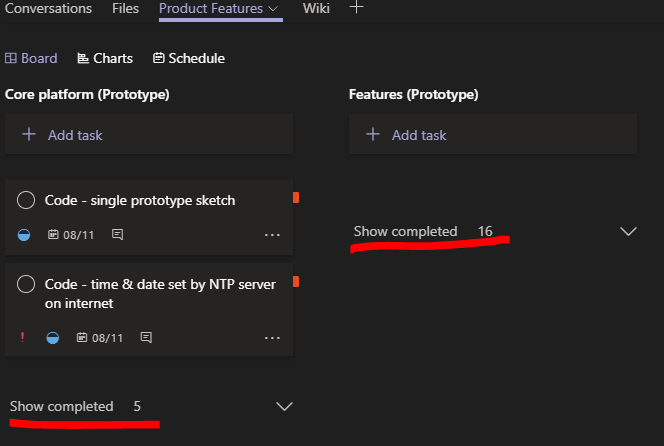 Conversations Files Product Features Wiki
Board Charts Schedule
Core platform (Prototype)
Add task
Code - single prototype sketch
08/11
Code - time & date set by NTP server
on internet
08/11
Show completed 5
Features (Prototype)
Add task
Show completed 16